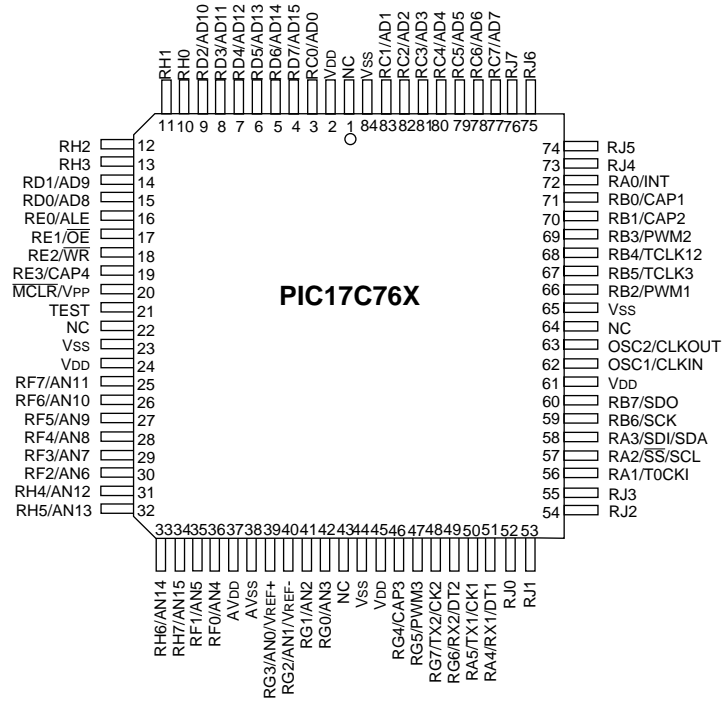 RH1
RH0
RD2/AD10
RD3/AD11
RD4/AD12
RD5/AD13
RD6/AD14
RD7/AD15
RC0/AD0
VDD
NC
VSS
RC1/AD1
RC2/AD2
RC3/AD3
RC4/AD4
RC5/AD5
RC6/AD6
RC7/AD7
RJ7
RJ6
11 10 9 8 7 6 5 4 3 2 1 84 83 82 81 80 79 78 77 76 75
RH2 12
RH3 13
RD1/AD9 14
RD0/AD8 15
RE0/ALE 16
RE1/OE 17
RE2/WR 18
RE3/CAP4 19
MCLR/VPP 20
TEST 21
NC 22
VSS 23
VDD 24
RF7/AN11 25
RF6/AN10 26
RF5/AN9 27
RF4/AN8 28
RF3/AN7 29
RF2/AN6 30
RH4/AN12 31
RH5/AN13 32
PIC17C76X
74 RJ5
73 RJ4
72 RA0/INT
71 RB0/CAP1
70 RB1/CAP2
69 RB3/PWM2
68 RB4/TCLK12
67 RB5/TCLK3
66 RB2/PWM1
65 VSS
64 NC
63 OSC2/CLKOUT
62 OSC1/CLKIN
61 VDD
60 RB7/SDO
59 RB6/SCK
58 RA3/SDI/SDA
57 RA2/SS/SCL
56 RA1/T0CKI
55 RJ3
54 RJ2
33 34 35 36 37 38 39 40 41 42 43 44 45 46 47 48 49 50 51 52 53
RH6/AN14
RH7/AN15
RF1/AN5
RF0/AN4
AVDD
AVSS
RG3/AN0/VREF+
RG2/AN1/VREF-
RG1/AN2
RG0/AN3
NC
VSS
VDD
RG4/CAP3
RG5/PWM3
RG7/TX2/CK2
RG6/RX2/DT2
RA5/TX1/CK1
RA4/RX1/DT1
RJ0
RJ1